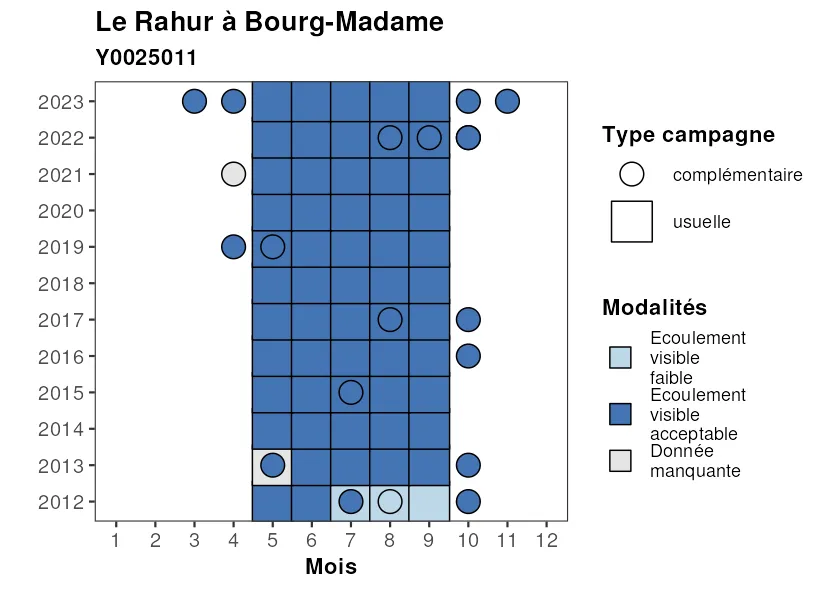 Le Rahur à Bourg-Madame
Y0025011
2023
2022
2021
2020
2019
2018
2017
2016
2015
2014
2013
2012
1 2 3 4 5 6 7 8 9 10 11 12
Mois
Type campagne
complémentaire
usuelle
Modalités
Ecoulement
visible
faible
Ecoulement
visible
acceptable
Donnée
manquante